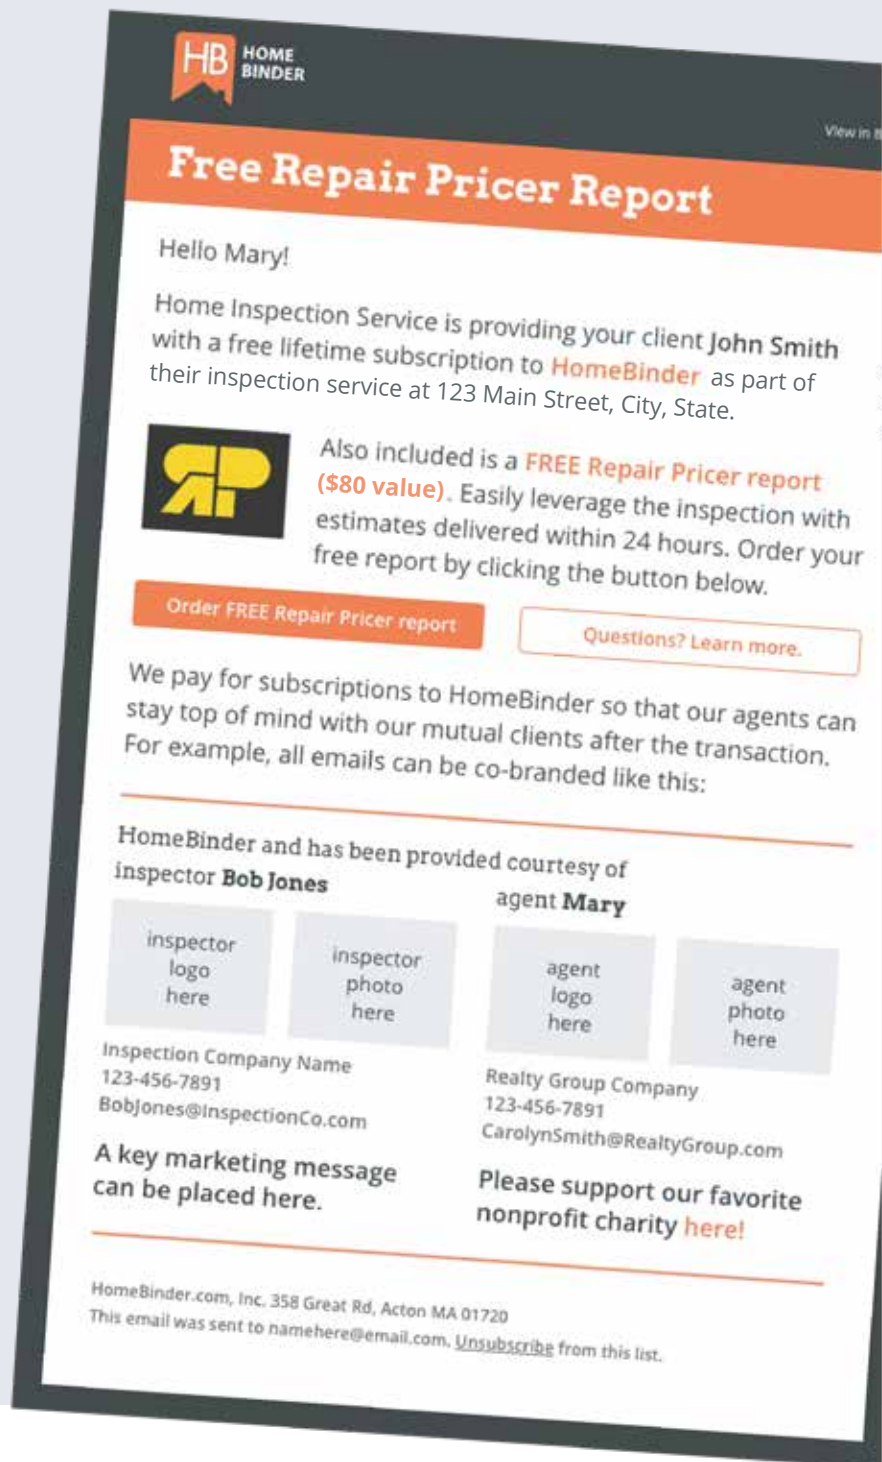 HB HOME
BINDER
View in
Free Repair Pricer Report
Hello Mary!
Home Inspection Service is providing your client John Smith
with a free lifetime subscription to HomeBinder as part of
their inspection service at 123 Main Street, City, State.
Also included is a FREE Repair Pricer report
($80 value). Easily leverage the inspection with
estimates delivered within 24 hours. Order your
free report by clicking the button below.
Order FREE Repair Pricer report
Questions? Learn more.
We pay for subscriptions to HomeBinder so that our agents can
stay top of mind with our mutual clients after the transaction.
For example, all emails can be co-branded like this:
HomeBinder and has been provided courtesy of
inspector Bob Jones
agent Mary
inspector
logo
here
inspector
photo
here
agent
logo
here
agent
photo
here
Inspection Company Name
123-456-7891
BobJones@InspectionCo.com
Realty Group Company
123-456-7891
CarolynSmith@RealtyGroup.com
A key marketing message
can be placed here.
Please support our favorite
nonprofit charity here!
HomeBinder.com, Inc. 358 Great Rd, Acton MA 01720
This email was sent to namehere@email.com. Unsubscribe from this list.